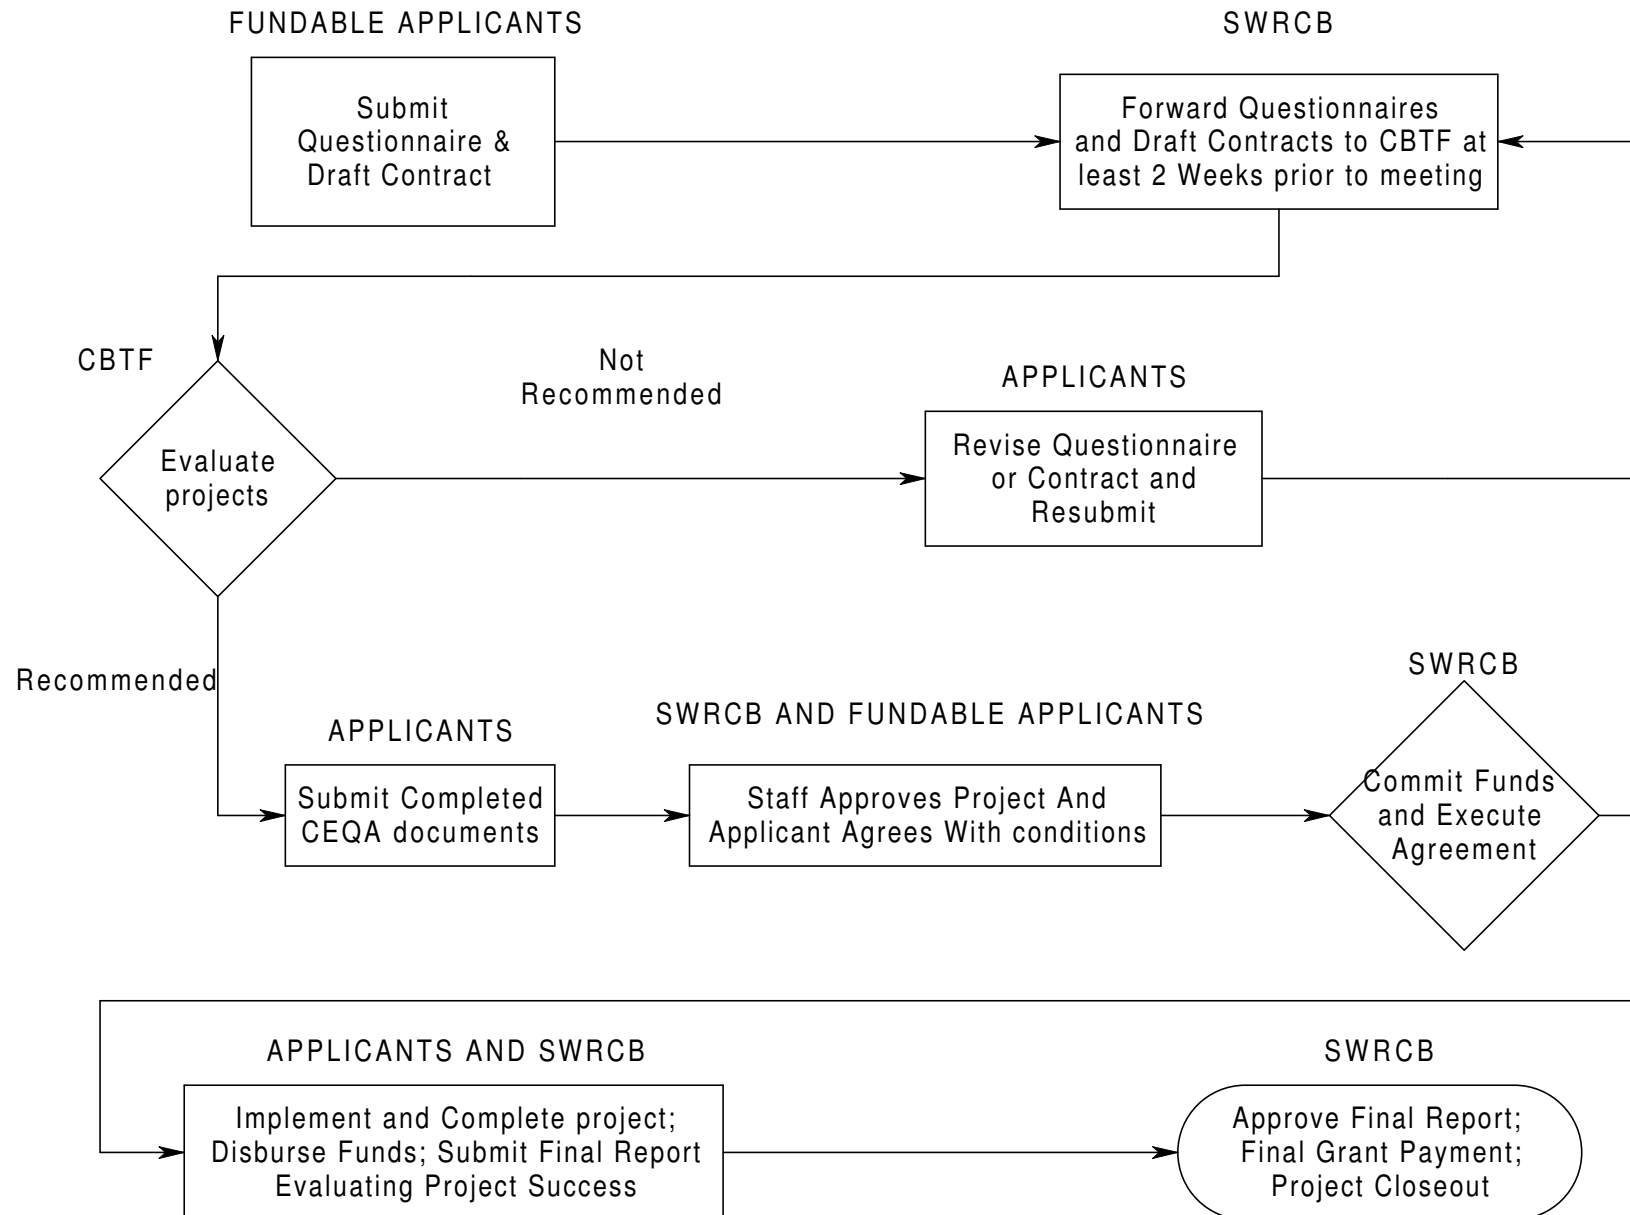 FUNDABLE APPLICANTS
SWRCB
Submit
Questionnaire &
Draft Contract
Forward Questionnaires
and Draft Contracts to CBTF at
least 2 Weeks prior to meeting
CBTF
Evaluate
projects
Not
Recommended
APPLICANTS
Revise Questionnaire
or Contract and
Resubmit
Recommended
APPLICANTS
Submit Completed
CEQA documents
SWRCB AND FUNDABLE APPLICANTS
Staff Approves Project And
Applicant Agrees With conditions
SWRCB
Commit Funds
and Execute
Agreement
APPLICANTS AND SWRCB
Implement and Complete project;
Disburse Funds; Submit Final Report
Evaluating Project Success
SWRCB
Approve Final Report;
Final Grant Payment;
Project Closeout